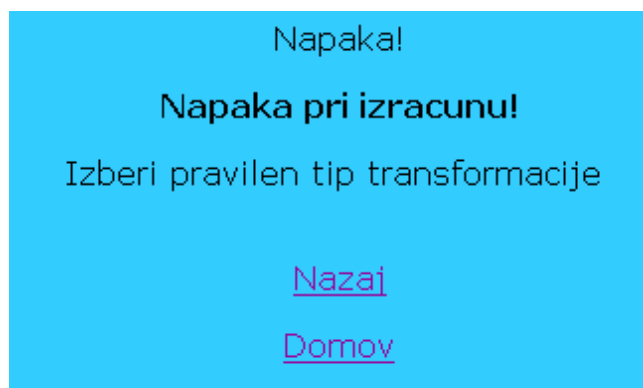 Napaka!
Napaka pri izracunu!
Izberi pravilen tip transformacije
Nazaj
Domov